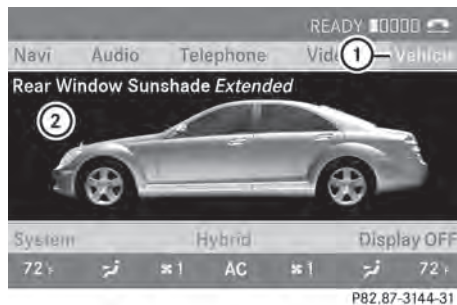 READY
Navi Audio Telephone Vid 1 Vehicle
Rear Window Sunshade Extended
2
System Hybrid Display OFF
72°F 1 AC 1 72°F
P82.87-3144-31